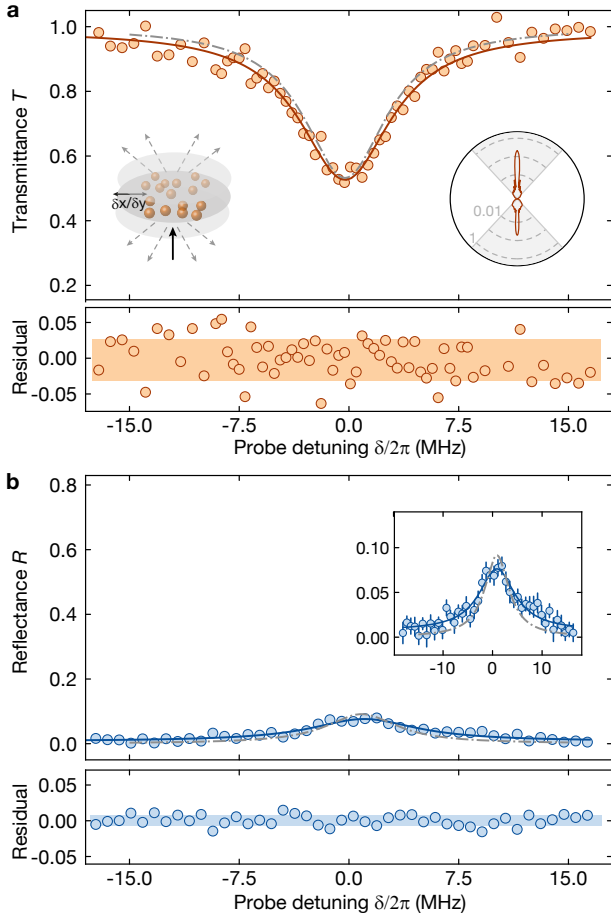 a
1.0
0.8
0.6
0.4
0.2
Transmittance T
δx/δy
0.01
1
0.05
0.00
-0.05
Residual
-15.0 -7.5 0.0 7.5 15.0
Probe detuning δ/2π (MHz)
b
0.8
0.6
0.4
0.2
0.0
Reflectance R
0.10
0.05
0.00
-10 0 10
0.05
0.00
0.05
Residual
-15.0 -7.5 0.0 7.5 15.0
Probe detuning δ/2π (MHz)